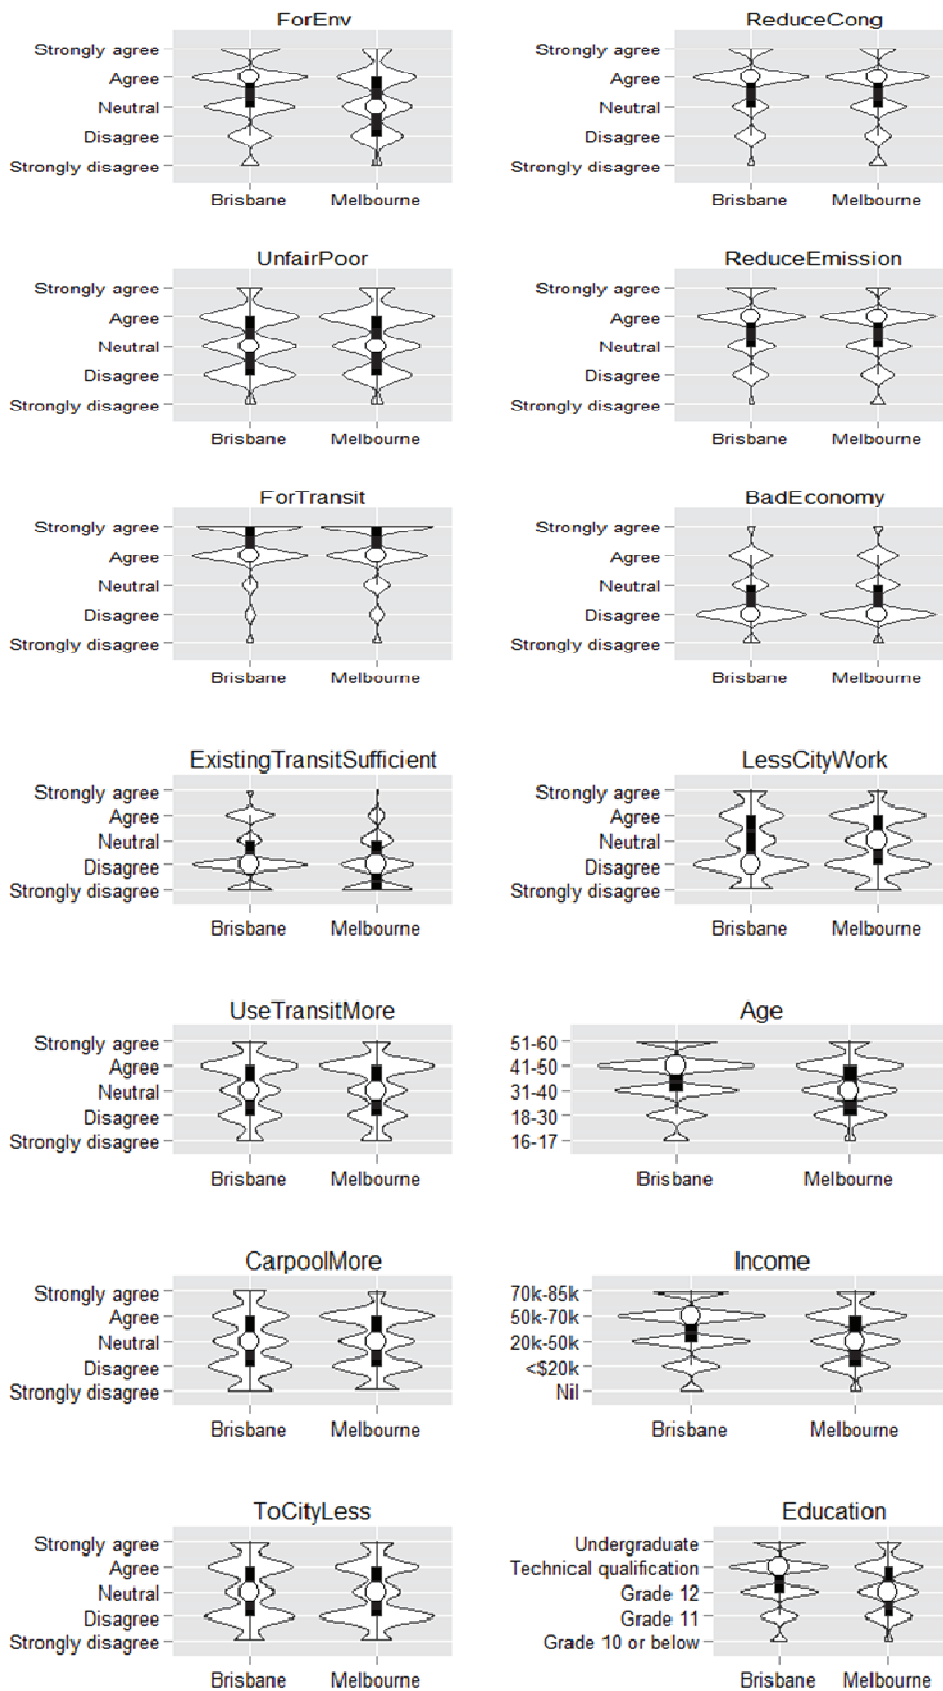 ForEnv
Strongly agree
Agree
Neutral
Disagree
Strongly disagree
Brisbane Melbourne
ReduceCong
Strongly agree
Agree
Neutral
Disagree
Strongly disagree
Brisbane Melbourne
UnfairPoor
Strongly agree
Agree
Neutral
Disagree
Strongly disagree
Brisbane Melbourne
ReduceEmission
Strongly agree
Agree
Neutral
Disagree
Strongly disagree
Brisbane Melbourne
ForTransit
Strongly agree
Agree
Neutral
Disagree
Strongly disagree
Brisbane Melbourne
BadEconomy
Strongly agree
Agree
Neutral
Disagree
Strongly disagree
Brisbane Melbourne
ExistingTransitSufficient
Strongly agree
Agree
Neutral
Disagree
Strongly disagree
Brisbane Melbourne
LessCityWork
Strongly agree
Agree
Neutral
Disagree
Strongly disagree
Brisbane Melbourne
UseTransitMore
Strongly agree
Agree
Neutral
Disagree
Strongly disagree
Brisbane Melbourne
Age
51-60
41-50
31-40
18-30
16-17
Brisbane Melbourne
CarpoolMore
Strongly agree
Agree
Neutral
Disagree
Strongly disagree
Brisbane Melbourne
Income
70k-85k
50k-70k
20k-50k
<$20k
Nil
Brisbane Melbourne
ToCityLess
Strongly agree
Agree
Neutral
Disagree
Strongly disagree
Brisbane Melbourne
Education
Undergraduate
Technical qualification
Grade 12
Grade 11
Grade 10 or below
Brisbane Melbourne